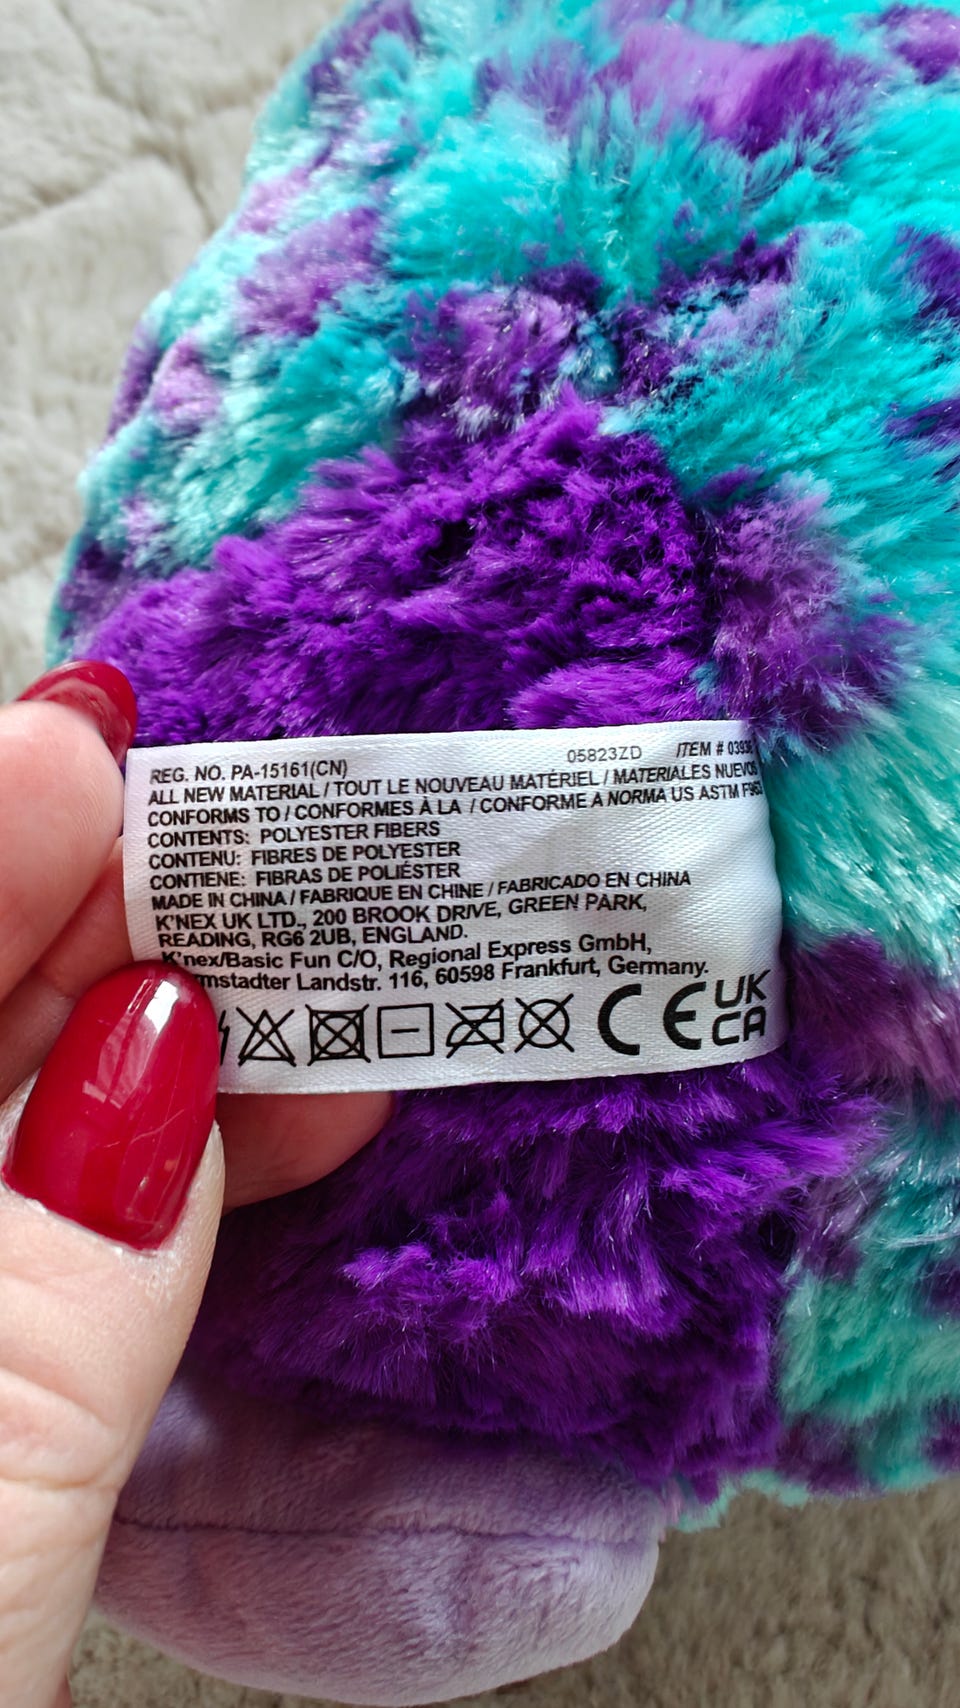 REG. NO. PA-15161(CN) 05823ZD ITEM #
ALL NEW MATERIAL / TOUT LE NOUVEAU MATÉRIEL / MATERIALES NUEVOS
CONFORMS TO / CONFORMES À LA / CONFORME A NORMA US ASTM
CONTENTS: POLYESTER FIBERS
CONTENU: FIBRES DE POLYESTER
CONTIENE: FIBRAS DE POLIÉSTER
MADE IN CHINA / FABRIQUE EN CHINE / FABRICADO EN CHINA
K'NEX UK LTD., 200 BROOK DRIVE, GREEN PARK,
READING, RG6 2UB, ENGLAND.
K'nex/Basic Fun C/O, Regional Express GmbH,
Landstr. 116, 60598 Frankfurt, Germany.
CE UK
CA